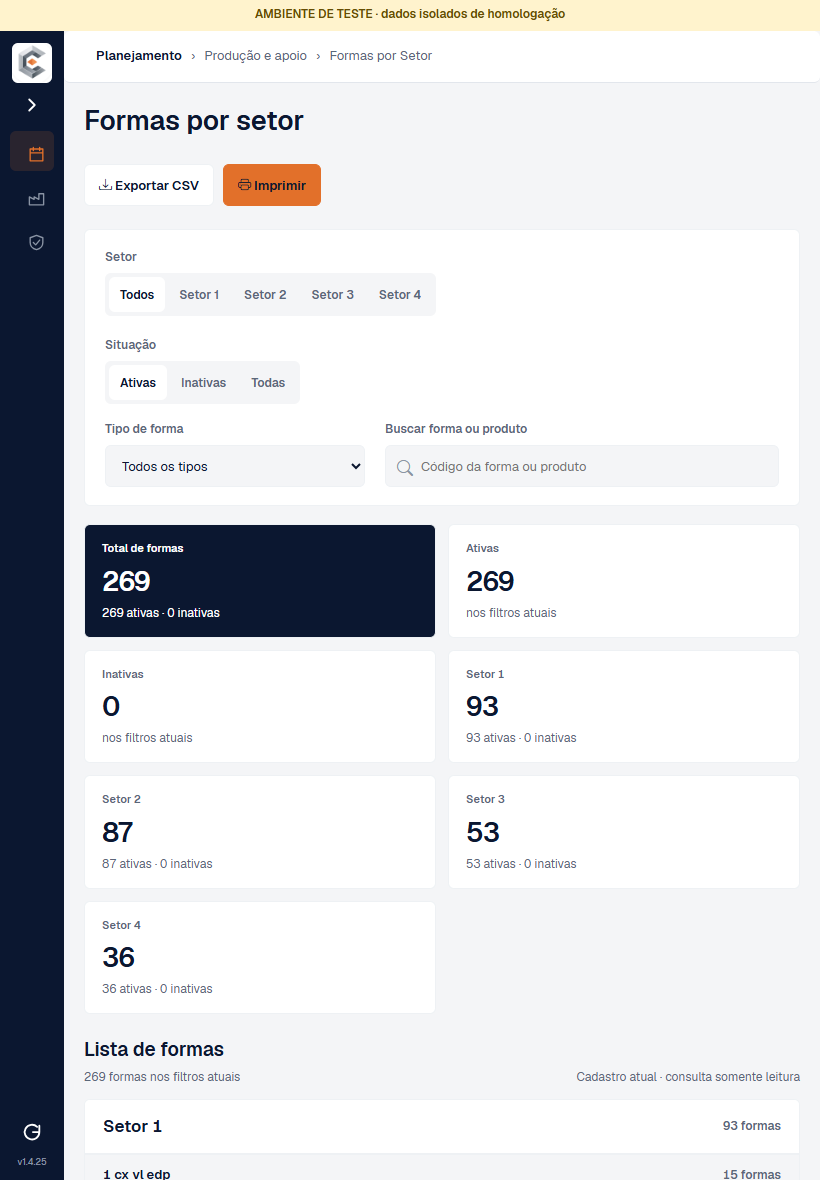 AMBIENTE DE TESTE · dados isolados de homologação
Planejamento › Produção e apoio › Formas por Setor
Formas por setor
Exportar CSV
Imprimir
Setor
Todos Setor 1 Setor 2 Setor 3 Setor 4
Situação
Ativas Inativas Todas
Tipo de forma
Buscar forma ou produto
Todos os tipos
Código da forma ou produto
Total de formas
269
269 ativas · 0 inativas
Ativas
269
nos filtros atuais
Inativas
0
nos filtros atuais
Setor 1
93
93 ativas · 0 inativas
Setor 2
87
87 ativas · 0 inativas
Setor 3
53
53 ativas · 0 inativas
Setor 4
36
36 ativas · 0 inativas
Lista de formas
269 formas nos filtros atuais
Cadastro atual · consulta somente leitura
Setor 1
93 formas
1 cx vl edp
15 formas
v1.4.25